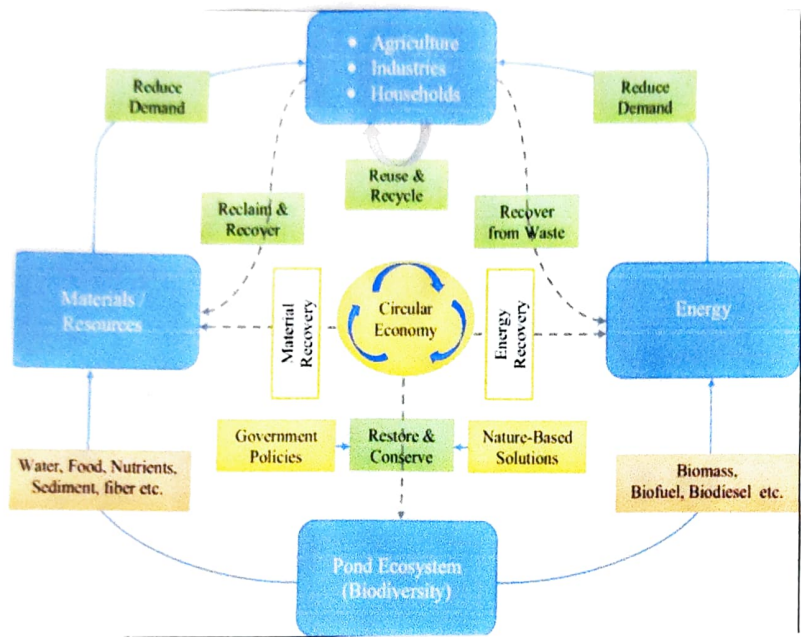 Agriculture
Industries
Households
Reduce
Demand
Reduce
Demand
Reuse &
Recycle
Reclaim &
Recover
Recover
from Waste
Materials /
Resources
Material
Recovery
Circular
Economy
Energy
Recovery
Energy
Government
Policies
Restore &
Conserve
Nature-Based
Solutions
Water, Food, Nutrients,
Sediment, fiber etc.
Biomass,
Biofuel, Biodiesel etc.
Pond Ecosystem
(Biodiversity)